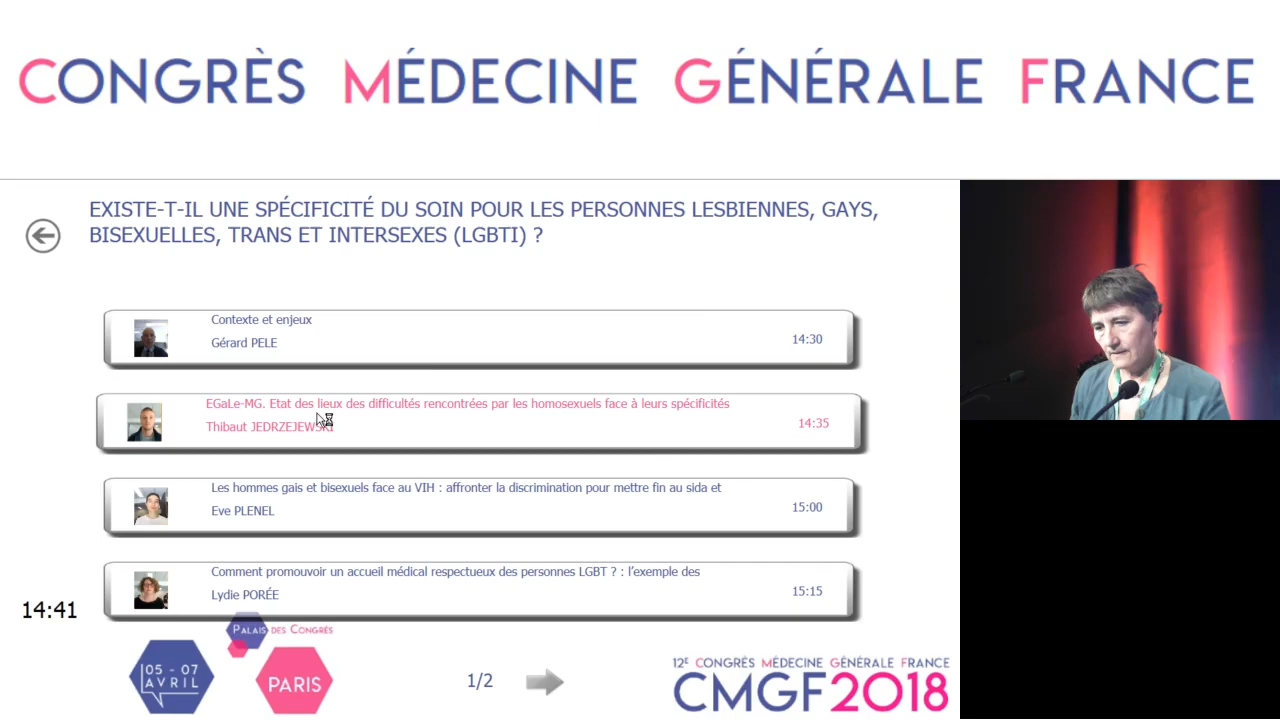 CONGRÈS MÉDECINE GÉNÉRALE FRANCE
EXISTE-T-IL UNE SPÉCIFICITÉ DU SOIN POUR LES PERSONNES LESBIENNES, GAYS,
BISEXUELLES, TRANS ET INTERSEXES (LGBTI) ?
Contexte et enjeux
Gérard PELE
14:30
EGaLe-MG. Etat des lieux des difficultés rencontrées par les homosexuels face à leurs spécificités
Thibaut JEDRZEJEWSKI
14:35
Les hommes gais et bisexuels face au VIH : affronter la discrimination pour mettre fin au sida et
Eve PLENEL
15:00
Comment promouvoir un accueil médical respectueux des personnes LGBT ? : l'exemple des
Lydie PORÉE
15:15
14:41
PALAIS DES CONGRÈS
05 - 07
AVRIL
PARIS
1/2
12E CONGRÈS MÉDECINE GÉNÉRALE FRANCE
CMGF2018